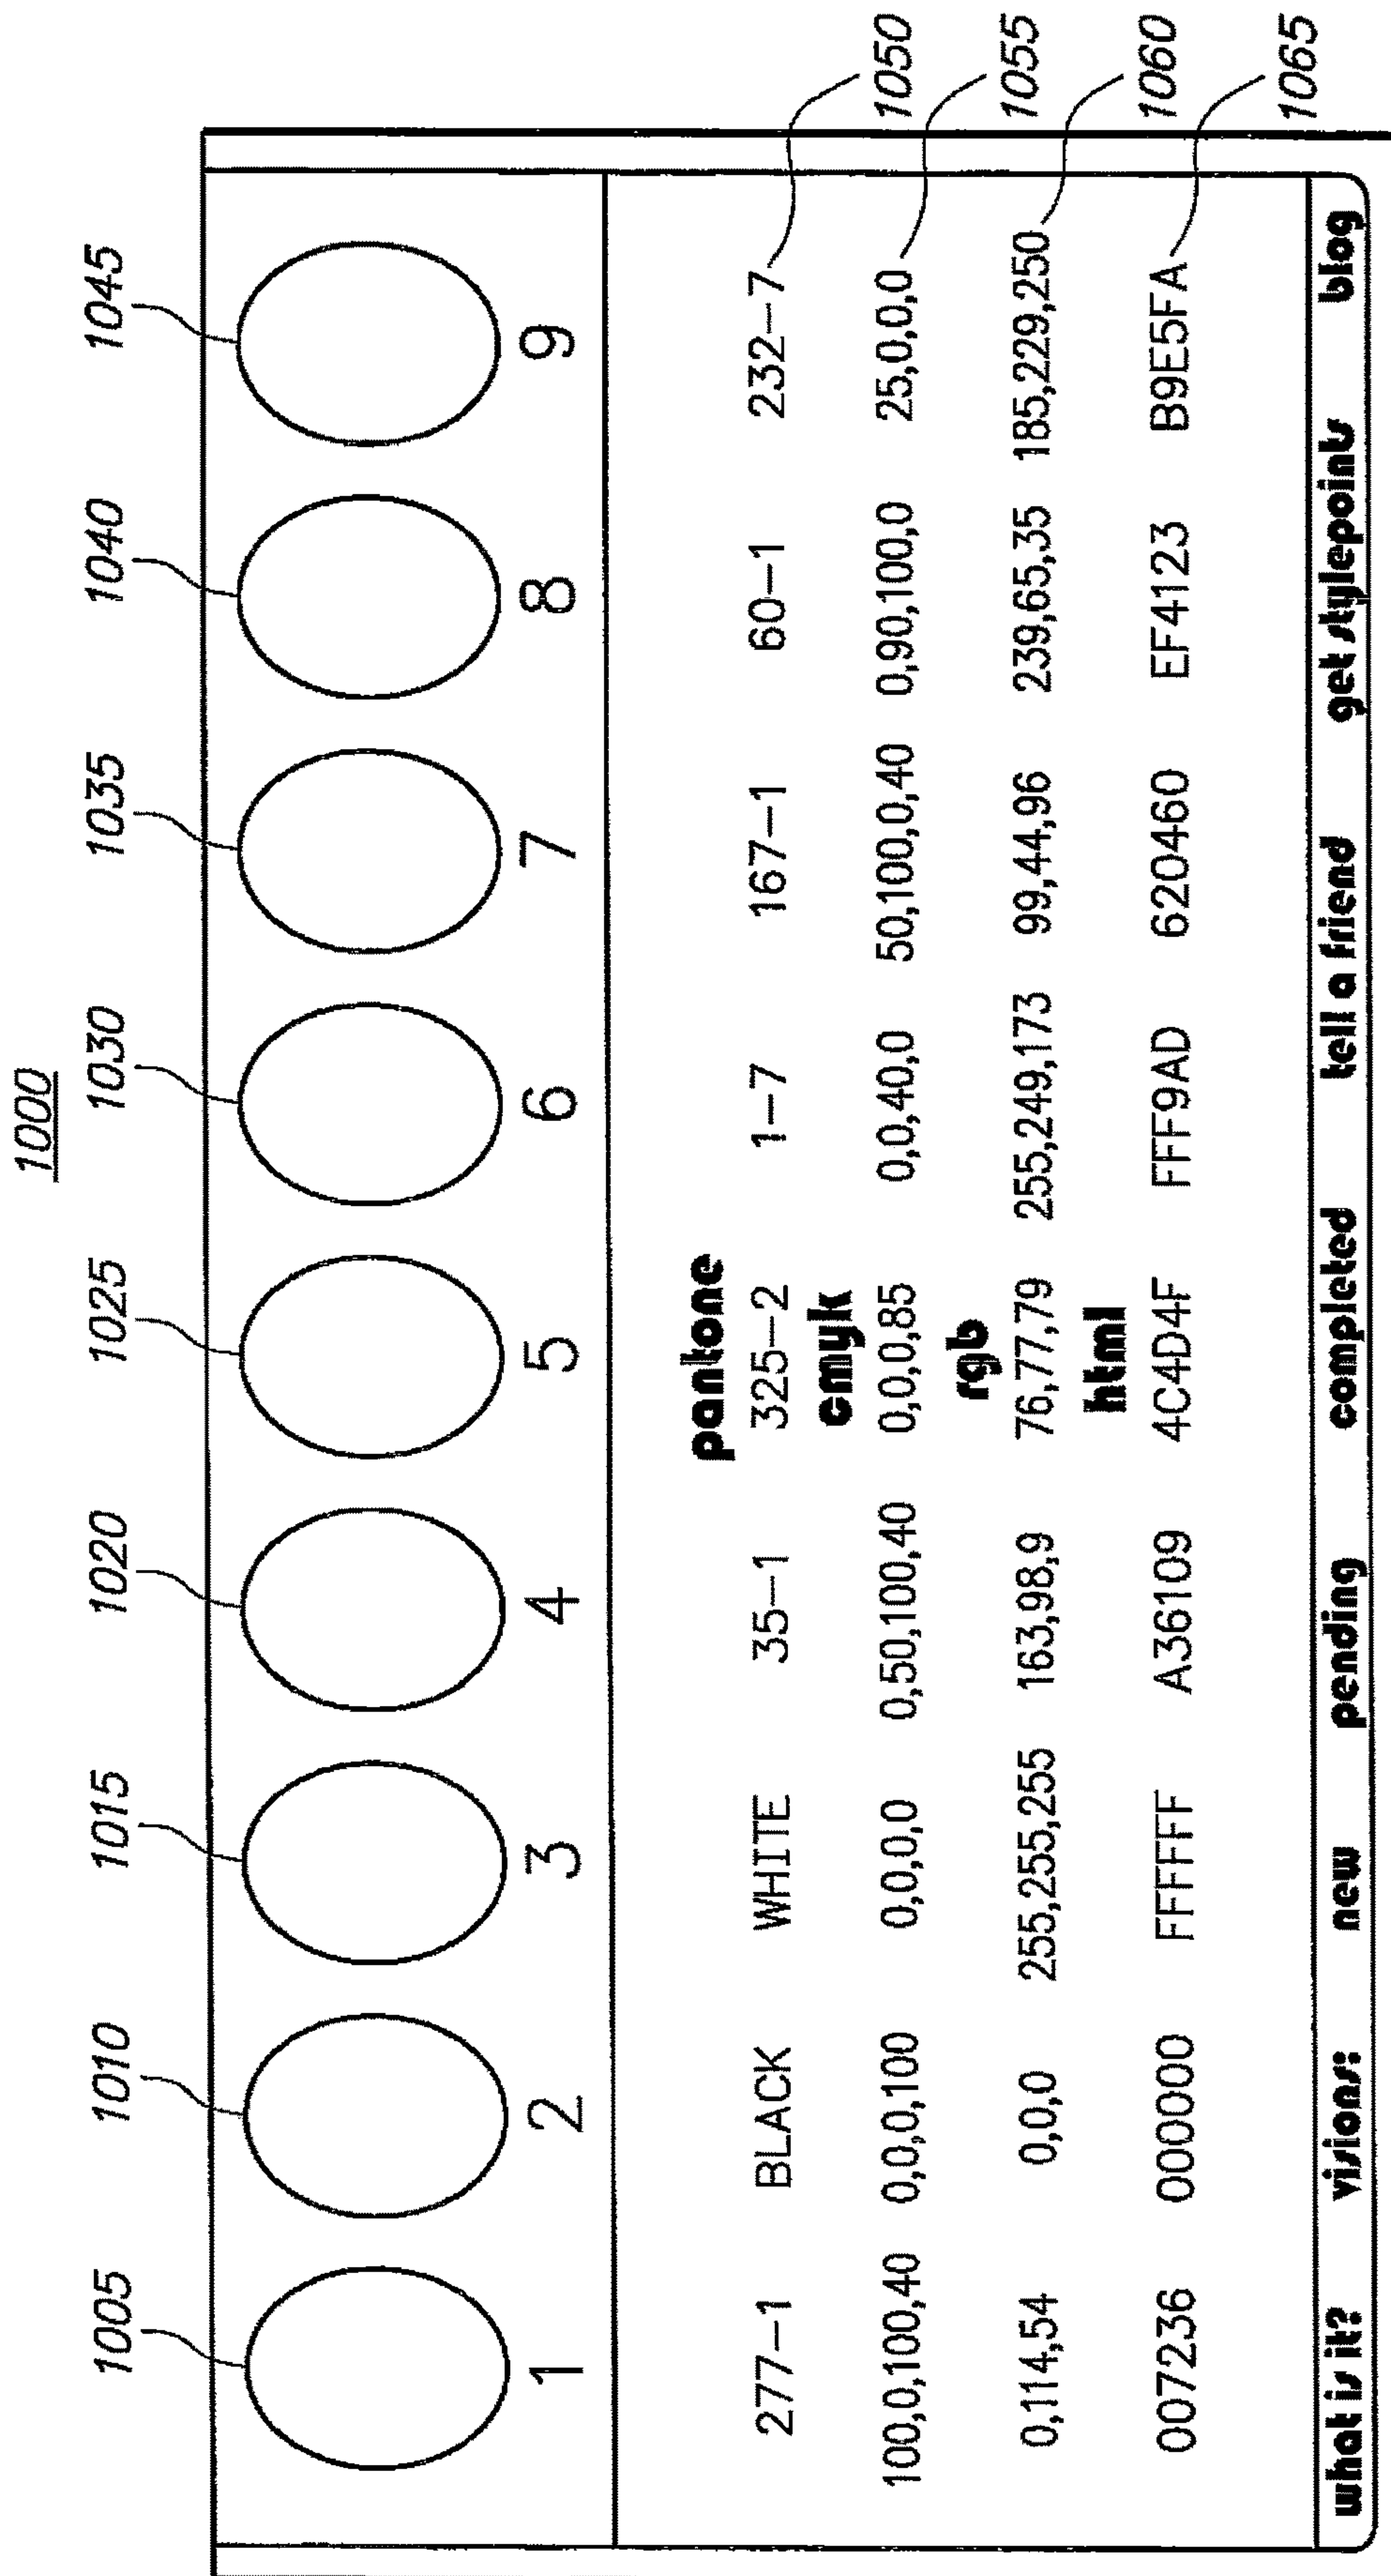 1000
1005 1010 1015 1020 1025 1030 1035 1040 1045
1 2 3 4 5 6 7 8 9
pantone
277-1 BLACK WHITE 35-1 325-2 1-7 167-1 60-1 232-7 1050
cmyk
100,0,100,40 0,0,0,100 0,0,0,0 0,50,100,40 0,0,0,85 0,0,40,0 50,100,0,40 0,90,100,0 25,0,0,0 1055
rgb
0,114,54 0,0,0 255,255,255 163,98,9 76,77,79 255,249,173 99,44,96 239,65,35 185,229,250 1060
html
007236 000000 FFFFFF A36109 4C4D4F FFF9AD 620460 EF4123 B9E5FA 1065
what is it? visions: new pending completed tell a friend get stylepoints blog